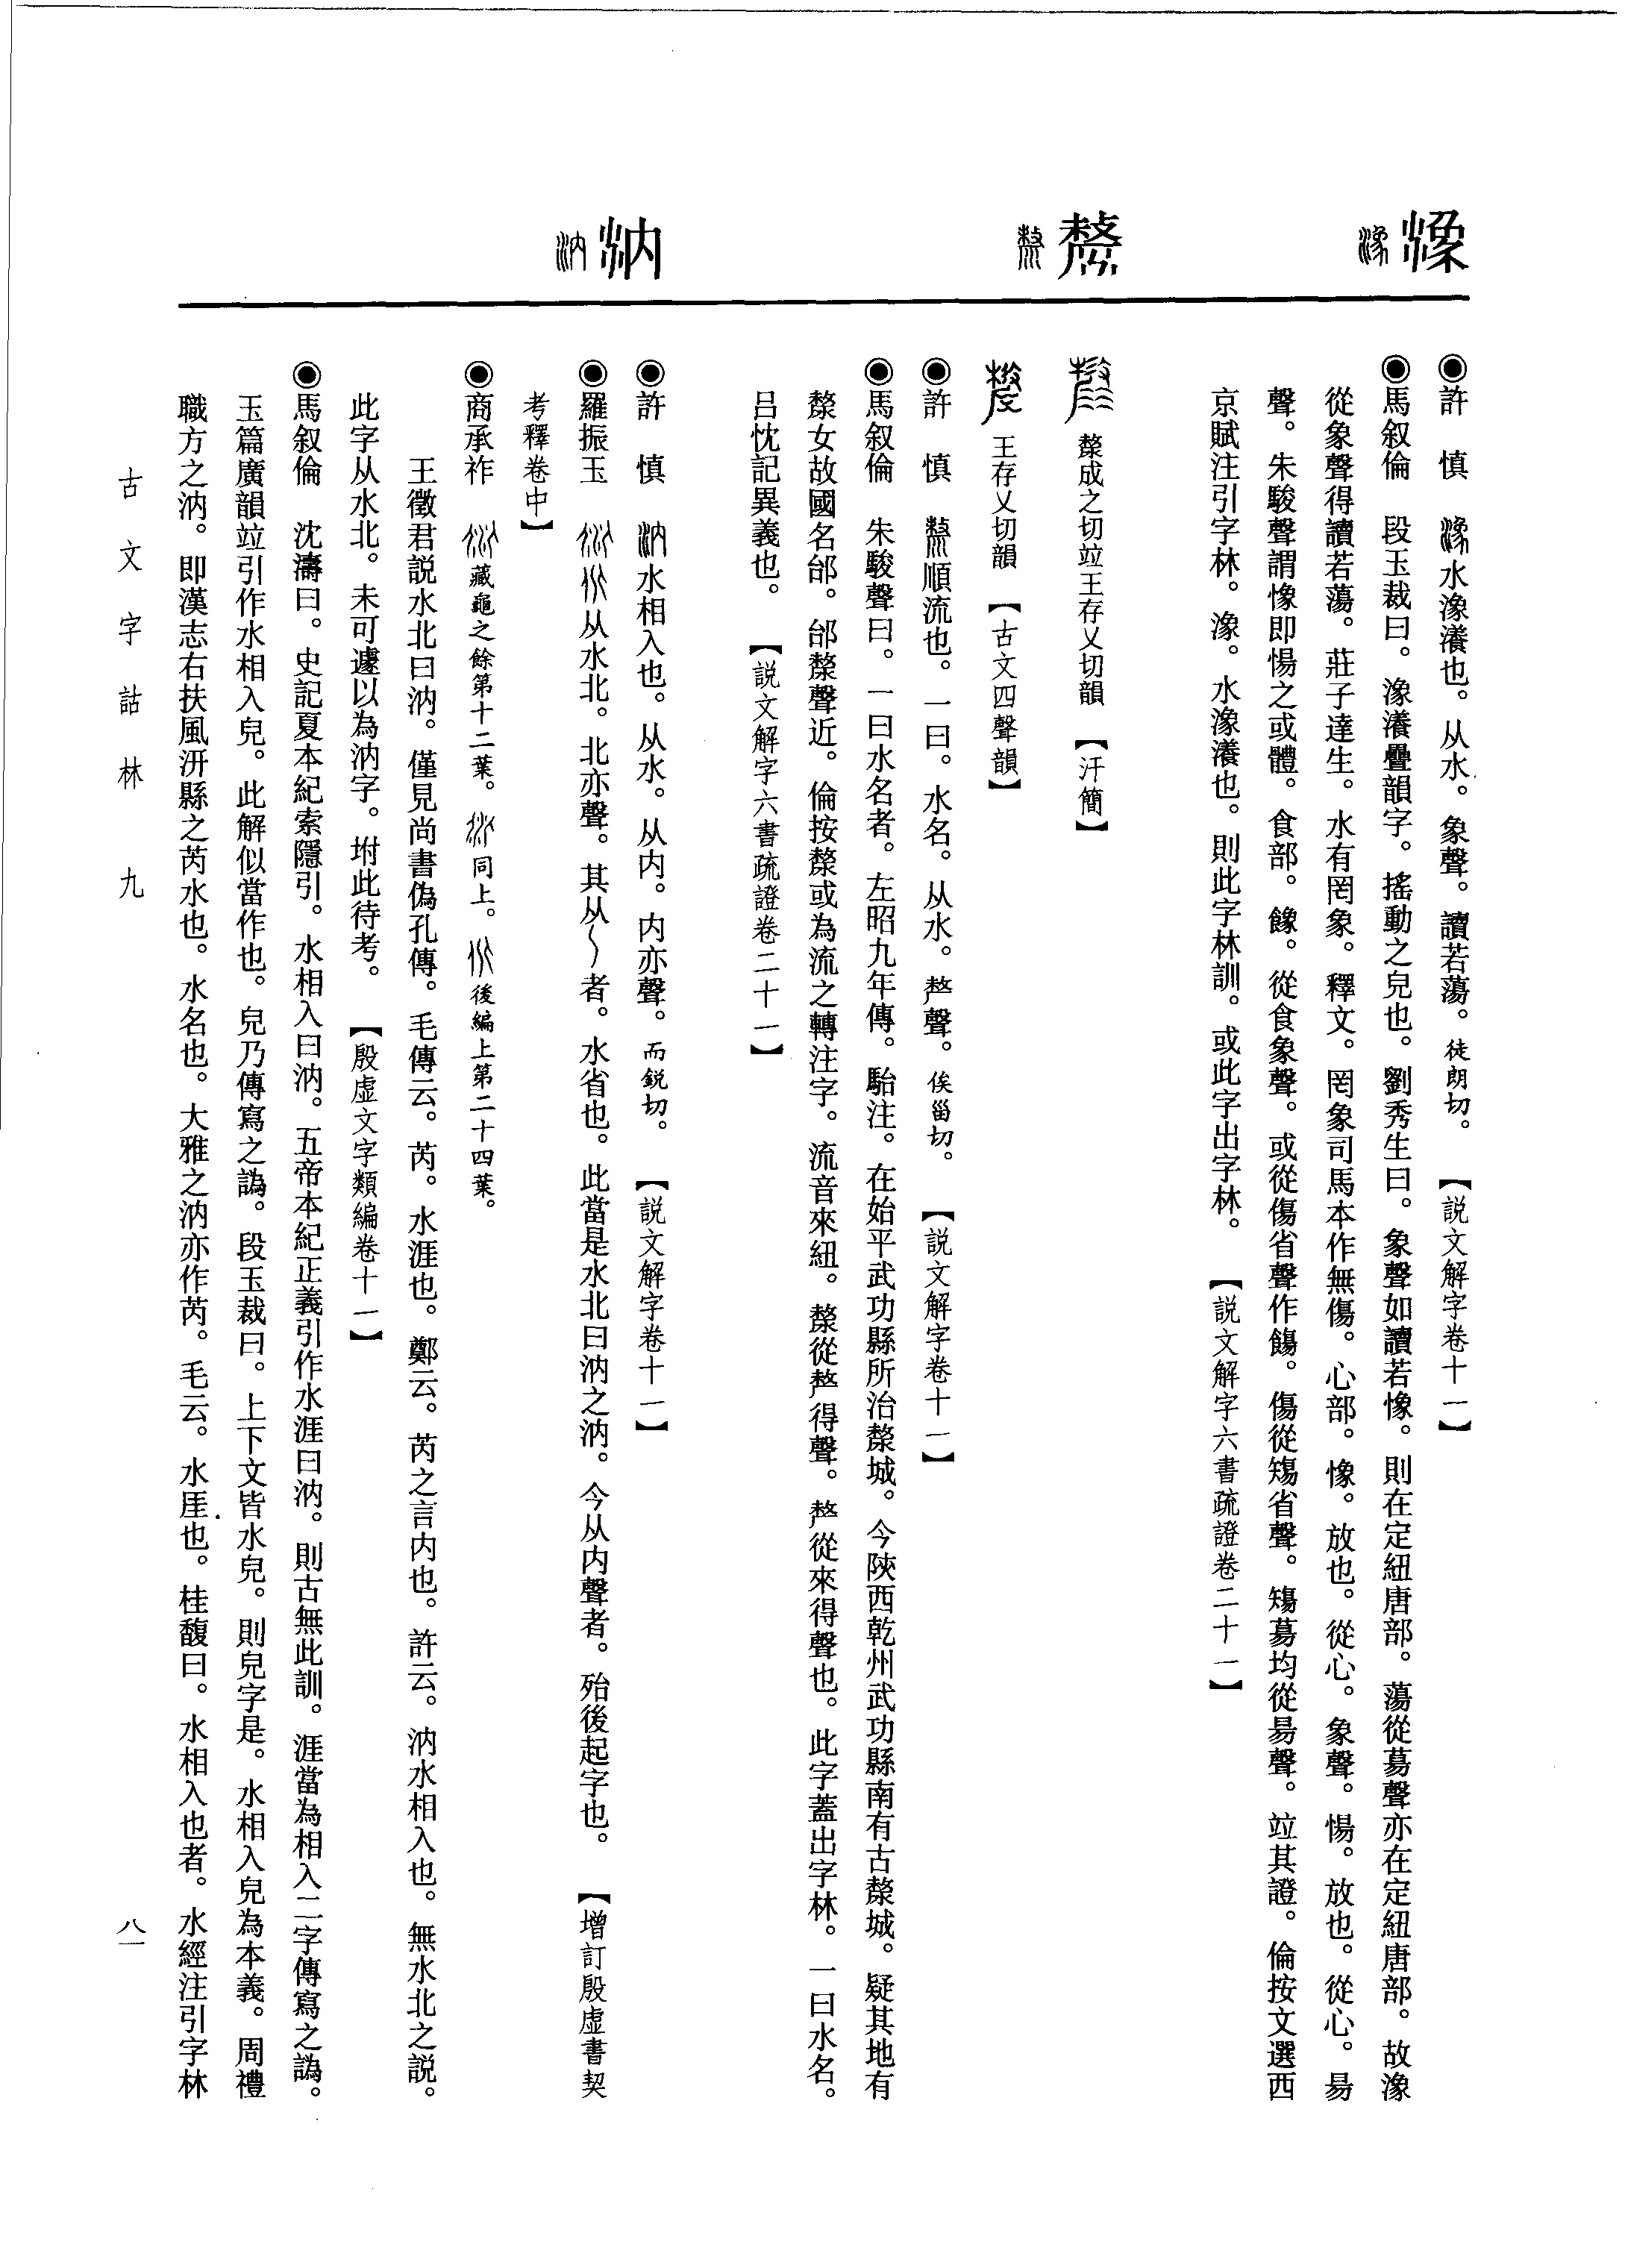 潒
◉許　慎　水潒瀁也。从水。象聲。讀若蕩。徒朗切。【説文解字卷十一】
◉馬叙倫　段玉裁曰。潒瀁疊韻字。搖動之皃也。劉秀生曰。象聲如讀若像。則在定紐唐部。蕩從募聲亦在定紐唐部。故潒
從象聲得讀若蕩。莊子達生。水有罔象。釋文。罔象司馬本作無傷。心部。像。放也。從心。象聲。惕。放也。從心。昜
聲。朱駿聲謂像即愓之或體。食部。餯。從食象聲。或從傷省聲作餳。傷從殤省聲。殤募均從昜聲。竝其證。倫按文選西
京賦注引字林。潒。水潒瀁也。則此字林訓。或此字出字林。【説文解字六書疏證卷二十一】
漦
漦成之切竝王存乂切韻【汗簡】
王存乂切韻【古文四聲韻】
◉許　慎　順流也。一曰。水名。从水。𠩺聲。俟甾切。【説文解字卷十一】
◉馬叙倫　朱駿聲曰。一曰水名者。左昭九年傳。駘注。在始平武功縣所治漦城。今陝西乾州武功縣南有古漦城。疑其地有
漦女故國名邰。邰漦聲近。倫按漦或為流之轉注字。流音來紐。漦從𠩺得聲。𠩺從來得聲也。此字蓋出字林。一曰水名。
吕忱記異義也。【説文解字六書疏證卷二十一】
汭
◉許　慎　水相入也。从水。从内。内亦聲。而鋭切。【説文解字卷十一】
◉羅振玉　从水北。北亦聲。其从者。水省也。此當是水北曰汭之汭。今从内聲者。殆後起字也。【增訂殷虛書契
考釋卷中】
◉商承祚　藏龜之餘第十二葉。同上。後編上第二十四葉。
王徵君説水北曰汭。僅見尚書偽孔傳。毛傳云。芮。水涯也。鄭云。芮之言内也。許云。汭水相入也。無水北之説。
此字从水北。未可遽以為汭字。坿此待考。【殷虛文字類編卷十一】
◉馬叙倫　沈濤曰。史記夏本紀索隱引。水相入曰汭。五帝本紀正義引作水涯曰汭。則古無此訓。涯當為相入二字傳寫之譌。
玉篇廣韻竝引作水相入皃。此解似當作也。皃乃傳寫之譌。段玉裁曰。上下文皆水皃。則皃字是。水相入皃為本義。周禮
職方之汭。即漢志右扶風汧縣之芮水也。水名也。大雅之汭亦作芮。毛云。水厓也。桂馥曰。水相入也者。水經注引字林
古文字詁林　九
八一